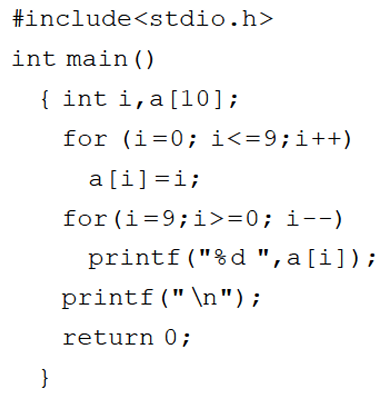 #include<stdio.h>
int main()
{ int i,a[10];
for (i=0; i<=9;i++)
a[i]=i;
for(i=9;i>=0; i--)
printf("%d ",a[i]);
printf("\n");
return 0;
}